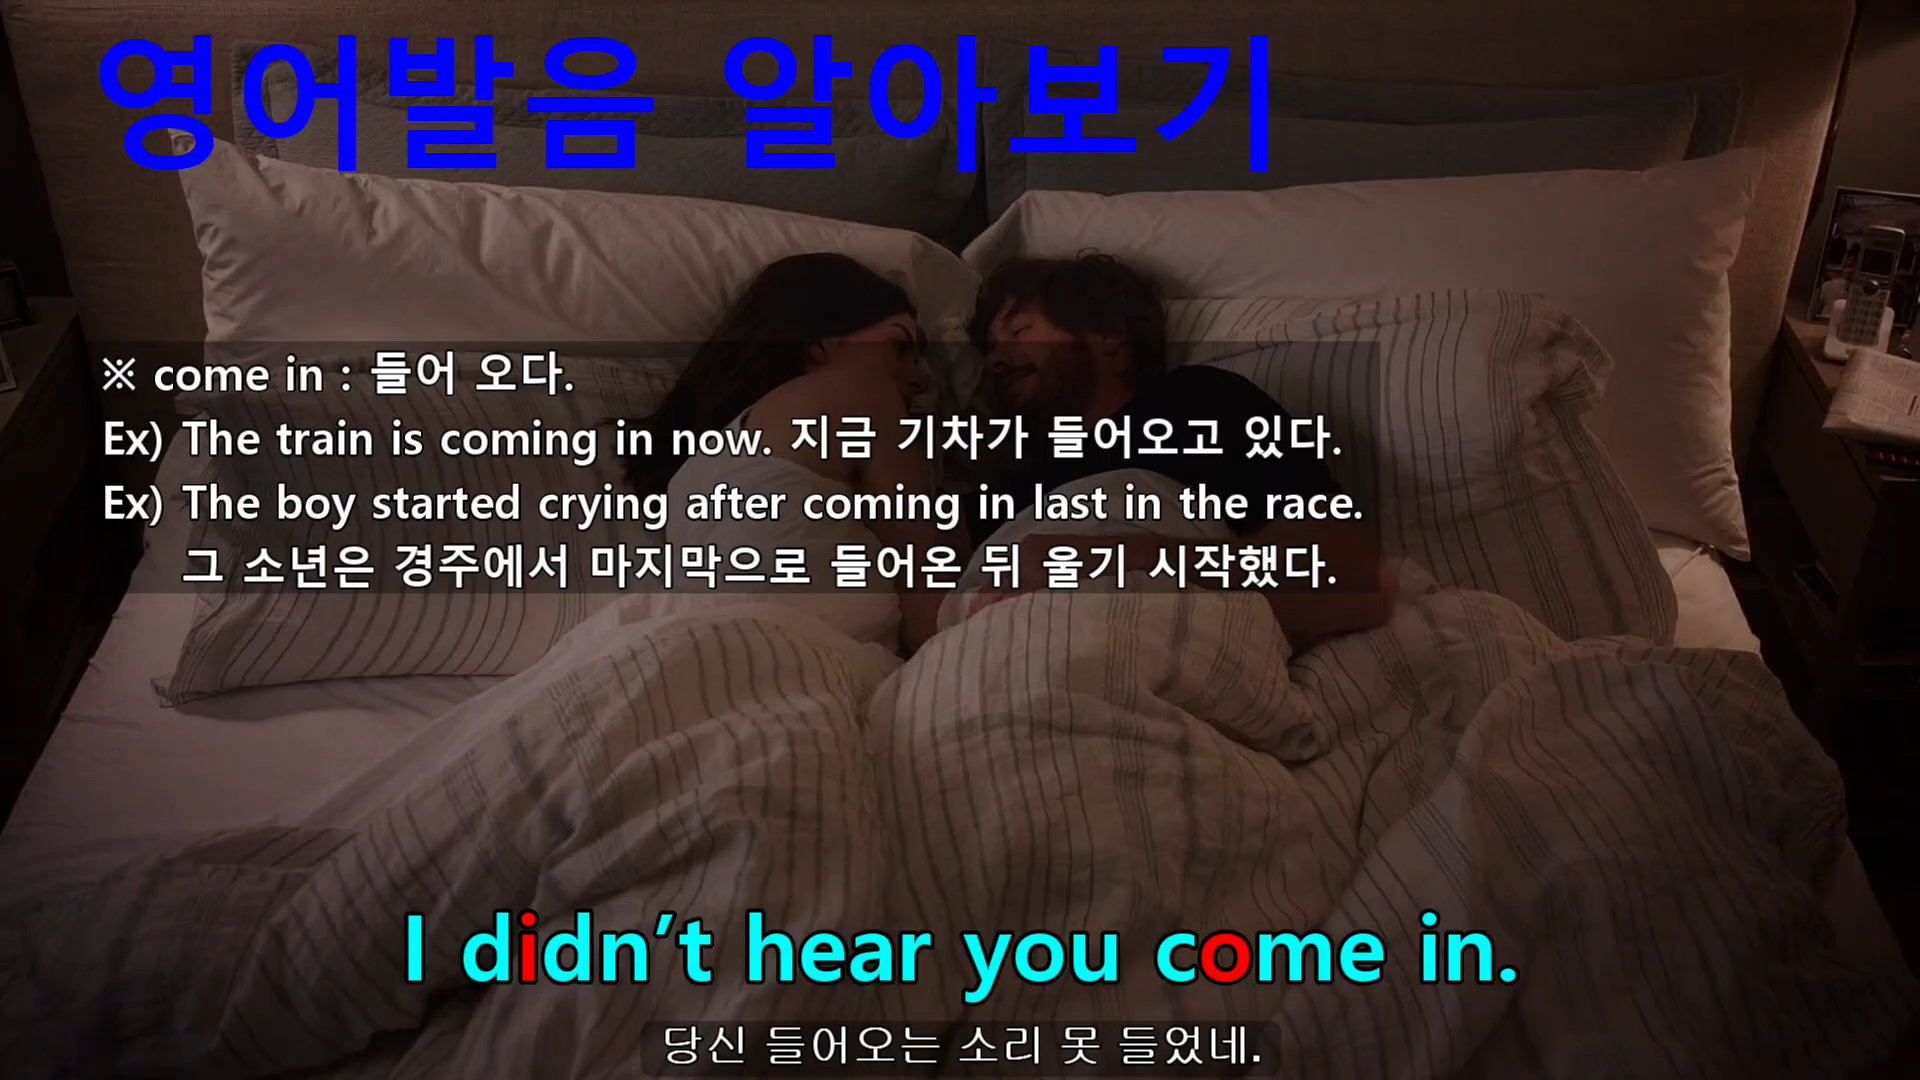 영어발음 알아보기
※ come in : 들어 오다.
Ex) The train is coming in now. 지금 기차가 들어오고 있다.
Ex) The boy started crying after coming in last in the race.
그 소년은 경주에서 마지막으로 들어온 뒤 울기 시작했다.
I didn’t hear you come in.
당신 들어오는 소리 못 들었네.